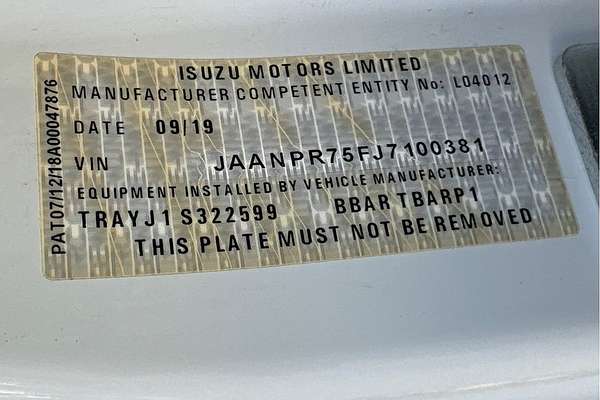 ISUZU MOTORS LIMITED
MANUFACTURER COMPETENT ENTITY No: L04012
DATE 09/19
VIN JAANPR75FJ7100381
EQUIPMENT INSTALLED BY VEHICLE MANUFACTURER:
TRAYJ1 S322599 BBAR TBARP1
THIS PLATE MUST NOT BE REMOVED
PAT07/12/18A00047876